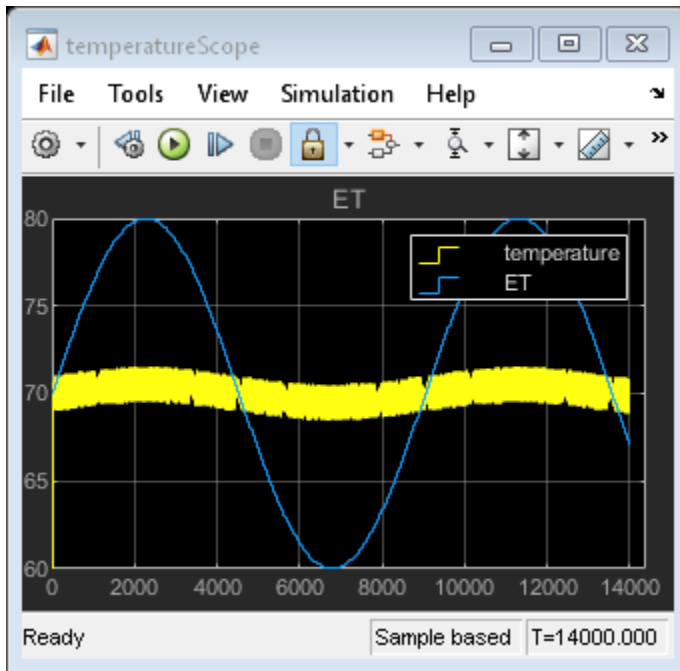 temperatureScope
File Tools View Simulation Help
ET
80
75
70
65
60
temperature
ET
0 2000 4000 6000 8000 10000 12000 14000
Ready Sample based T=14000.000